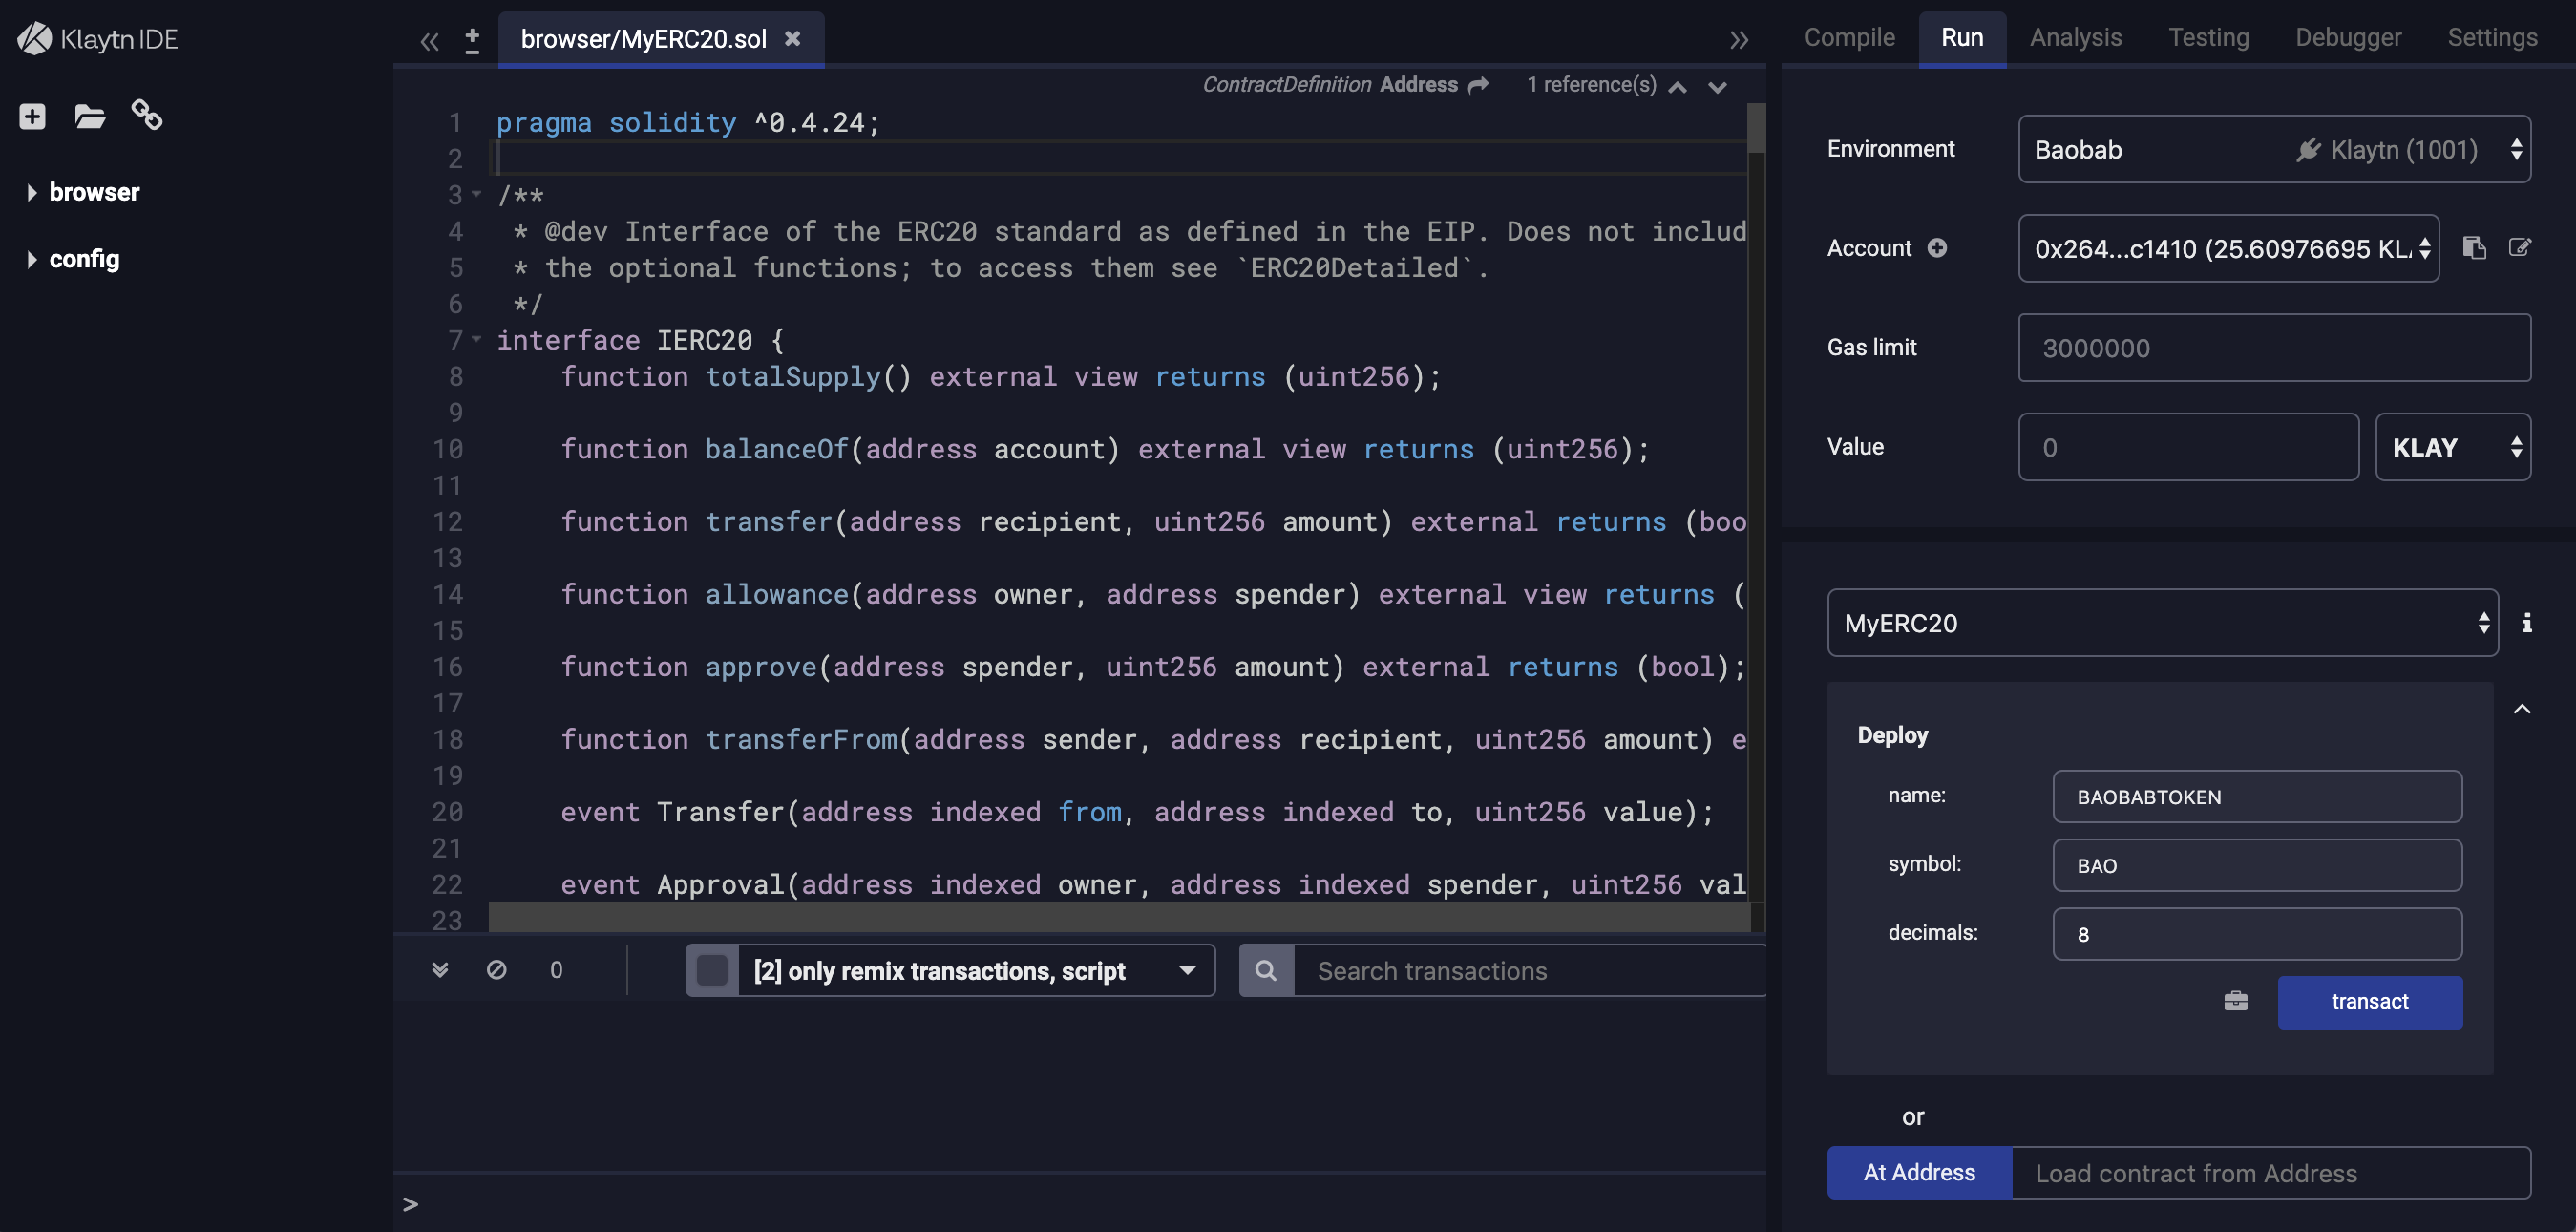 Klaytn IDE
browser
config
browser/MyERC20.sol
ContractDefinition Address 1 reference(s)
1 pragma solidity ^0.4.24;
2
3 /**
4 * @dev Interface of the ERC20 standard as defined in the EIP. Does not includ
5 * the optional functions; to access them see `ERC20Detailed`.
6 */
7 interface IERC20 {
8 function totalSupply() external view returns (uint256);
9
10 function balanceOf(address account) external view returns (uint256);
11
12 function transfer(address recipient, uint256 amount) external returns (boo
13
14 function allowance(address owner, address spender) external view returns (
15
16 function approve(address spender, uint256 amount) external returns (bool);
17
18 function transferFrom(address sender, address recipient, uint256 amount) e
19
20 event Transfer(address indexed from, address indexed to, uint256 value);
21
22 event Approval(address indexed owner, address indexed spender, uint256 val
23
0 [2] only remix transactions, script Search transactions
>
Compile Run Analysis Testing Debugger Settings
Environment Baobab Klaytn (1001)
Account 0x264...c1410 (25.60976695 KL
Gas limit 3000000
Value 0 KLAY
MyERC20
Deploy
name: BAOBABTOKEN
symbol: BAO
decimals: 8
transact
or
At Address Load contract from Address